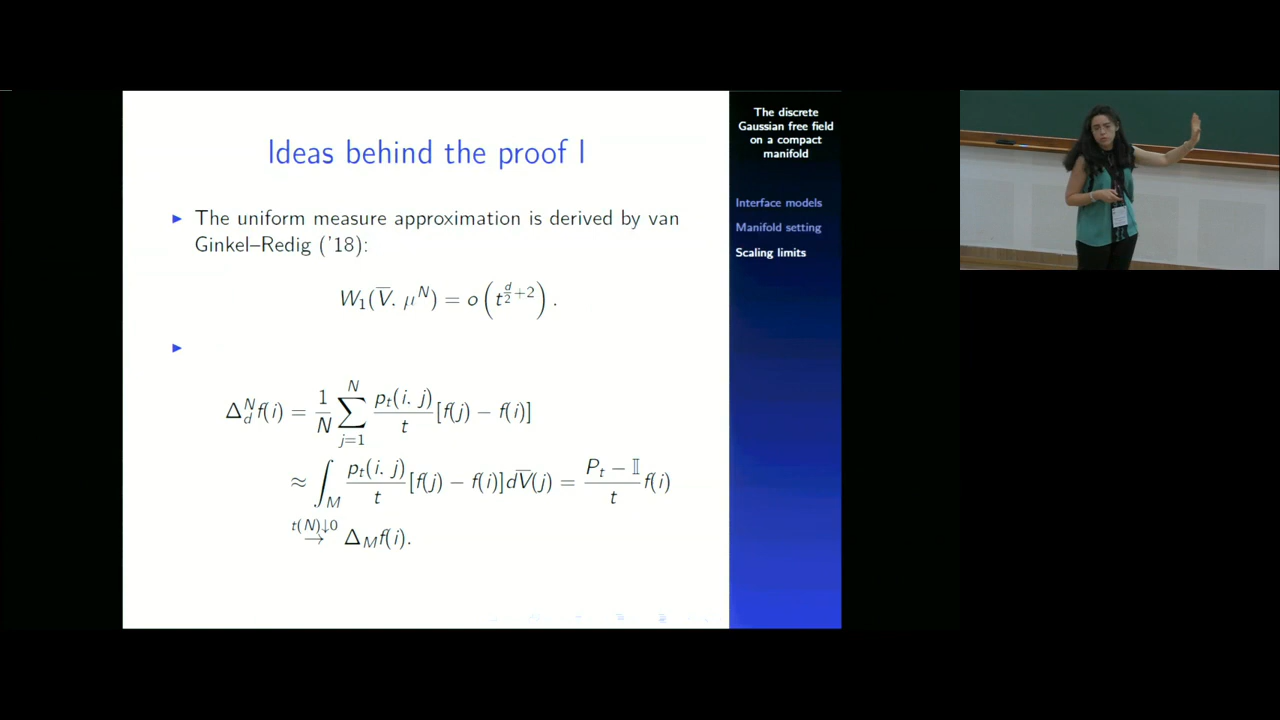 Ideas behind the proof I
The uniform measure approximation is derived by van
Ginkel–Redig ('18):
W₁(V̅. μᴺ) = o(t^{d/2+2}).
Δ_d^N f(i) = 1/N ∑_{j=1}^N p_t(i. j)/t [f(j) − f(i)]
≈ ∫_M p_t(i. j)/t [f(j) − f(i)]dV̅(j) = (P_t − 𝕀)/t f(i)
→^{t(N)↓0} Δ_M f(i).
The discrete
Gaussian free field
on a compact
manifold
Interface models
Manifold setting
Scaling limits